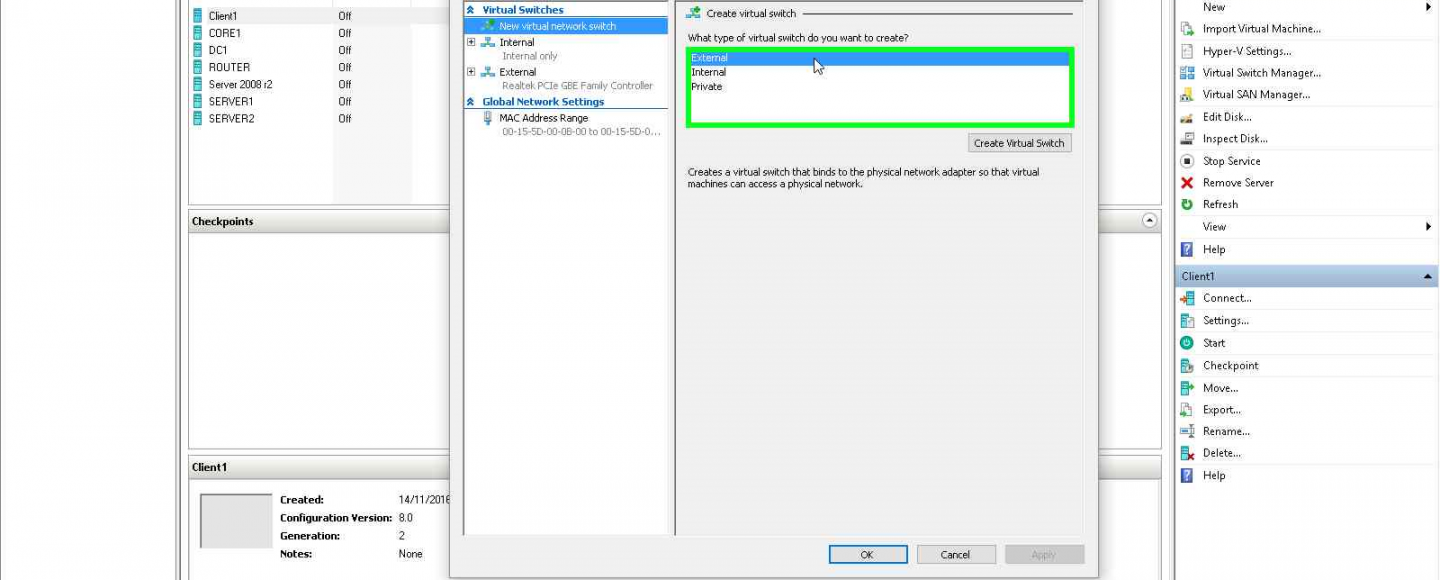 Client1 Off
CORE1 Off
DC1 Off
ROUTER Off
Server 2008 r2 Off
SERVER1 Off
SERVER2 Off
Checkpoints
Client1
Created: 14/11/2016
Configuration Version: 8.0
Generation: 2
Notes: None
Virtual Switches
New virtual network switch
Internal
Internal only
External
Realtek PCIe GBE Family Controller
Global Network Settings
MAC Address Range
00-15-5D-00-0B-00 to 00-15-5D-0...
Create virtual switch
What type of virtual switch do you want to create?
External
Internal
Private
Create Virtual Switch
Creates a virtual switch that binds to the physical network adapter so that virtual
machines can access a physical network.
OK Cancel Apply
New
Import Virtual Machine...
Hyper-V Settings...
Virtual Switch Manager...
Virtual SAN Manager...
Edit Disk...
Inspect Disk...
Stop Service
Remove Server
Refresh
View
Help
Client1
Connect...
Settings...
Start
Checkpoint
Move...
Export...
Rename...
Delete...
Help